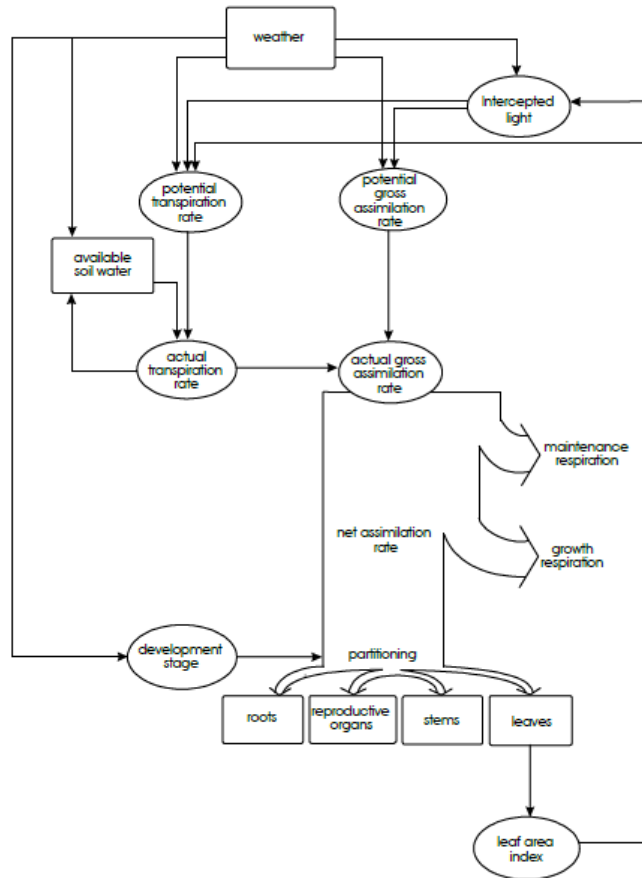 weather
Intercepted
light
potential
transpiration
rate
potential
gross
assimilation
rate
available
soil water
actual
transpiration
rate
actual gross
assimilation
rate
maintenance
respiration
net assimilation
rate
growth
respiration
development
stage
partitioning
roots
reproductive
organs
stems
leaves
leaf area
index